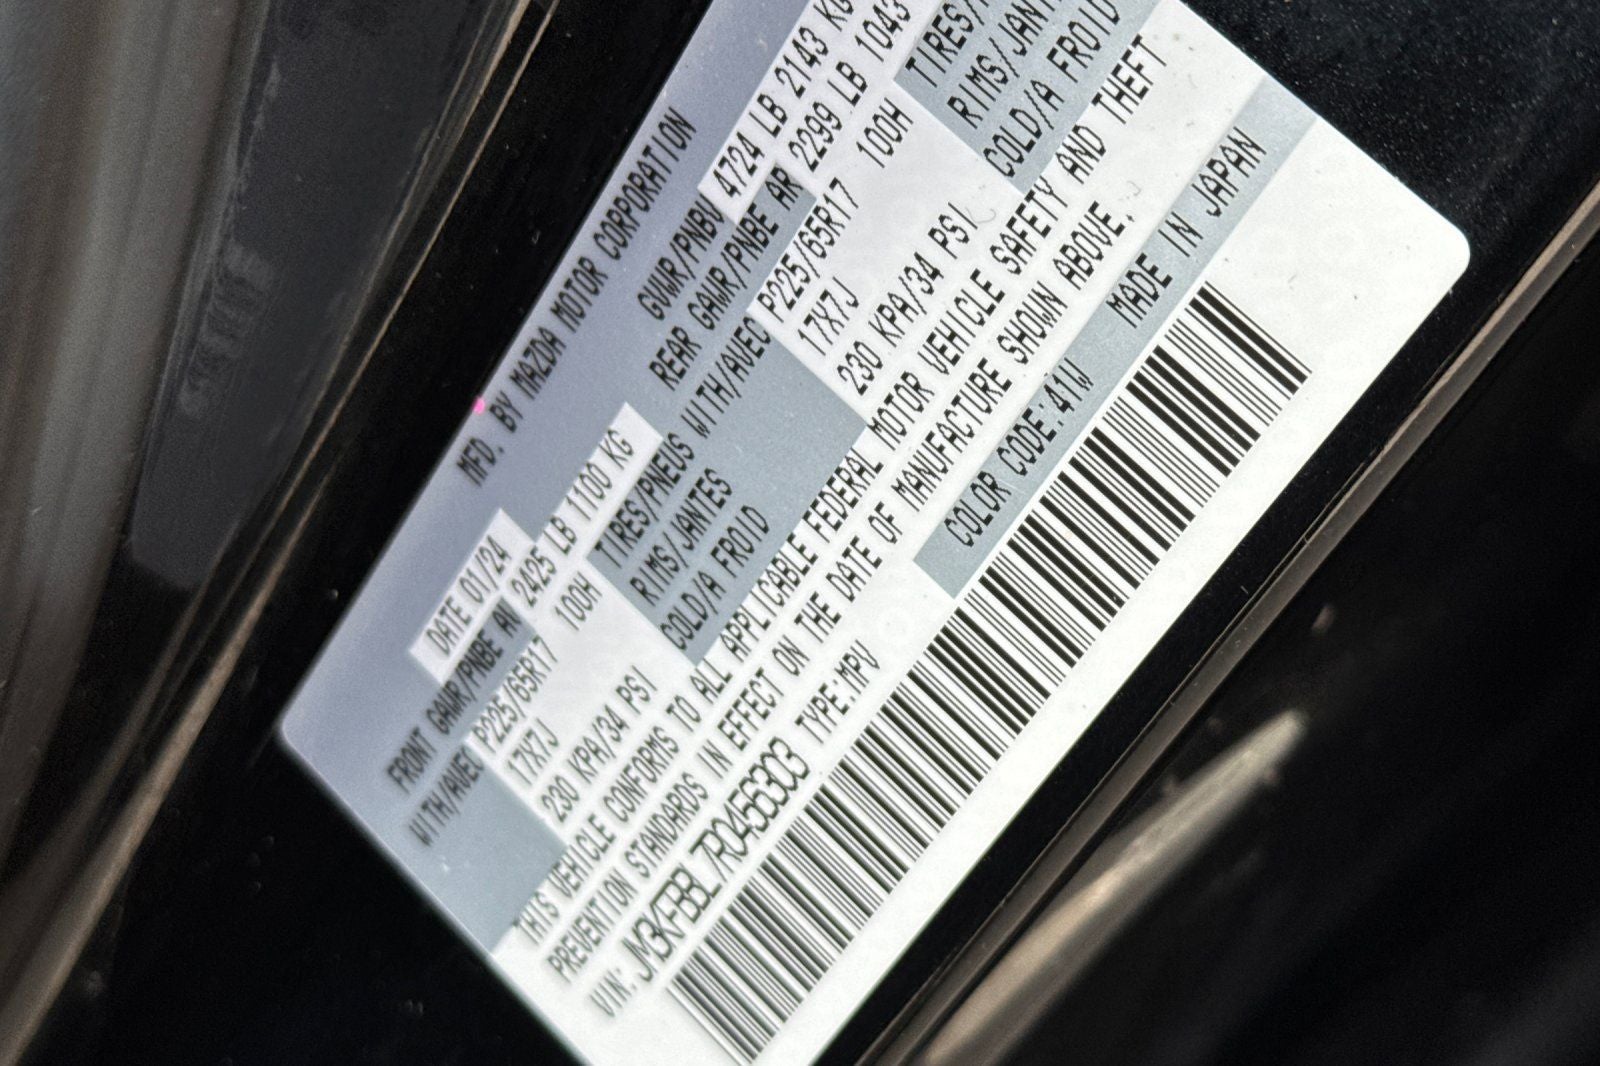 MFD. BY MAZDA MOTOR CORPORATION
DATE 01/24 GVWR/PNBV 4724 LB 2143 KG
FRONT GAWR/PNBE AV 2425 LB 1100 KG REAR GAWR/PNBE AR 2299 LB 1043
WITH/AVEC P225/65R17 100H TIRES/PNEUS WITH/AVEC P225/65R17 100H TIRES/
17X7J RIMS/JANTES 17X7J RIMS/JANTES
230 KPA/34 PSI COLD/A FROID 230 KPA/34 PSI COLD/A FROID
THIS VEHICLE CONFORMS TO ALL APPLICABLE FEDERAL MOTOR VEHICLE SAFETY AND THEFT
PREVENTION STANDARDS IN EFFECT ON THE DATE OF MANUFACTURE SHOWN ABOVE.
VIN: JM3KFBBL7R0456303 TYPE:MPV COLOR CODE:41W MADE IN JAPAN